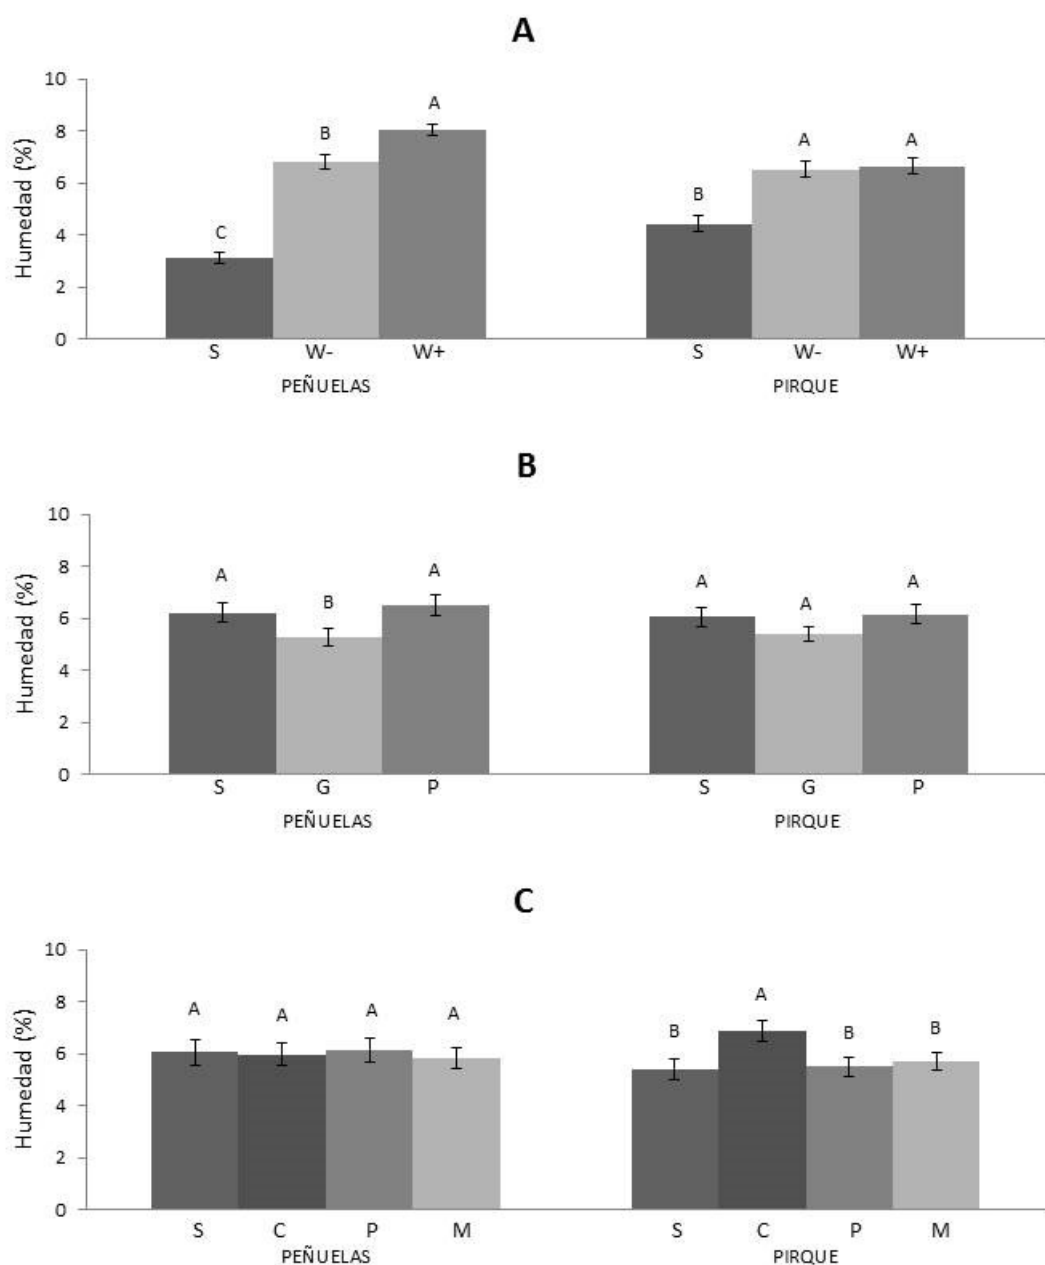 A
Humedad (%)
10
8
6
4
2
0
C
B
A
B
A
A
S W- W+ S W- W+
PEÑUELAS PIRQUE
B
Humedad (%)
10
8
6
4
2
0
A
B
A
A
A
A
S G P S G P
PEÑUELAS PIRQUE
C
Humedad (%)
10
8
6
4
2
0
A
A
A
A
B
A
B
B
S C P M S C P M
PEÑUELAS PIRQUE